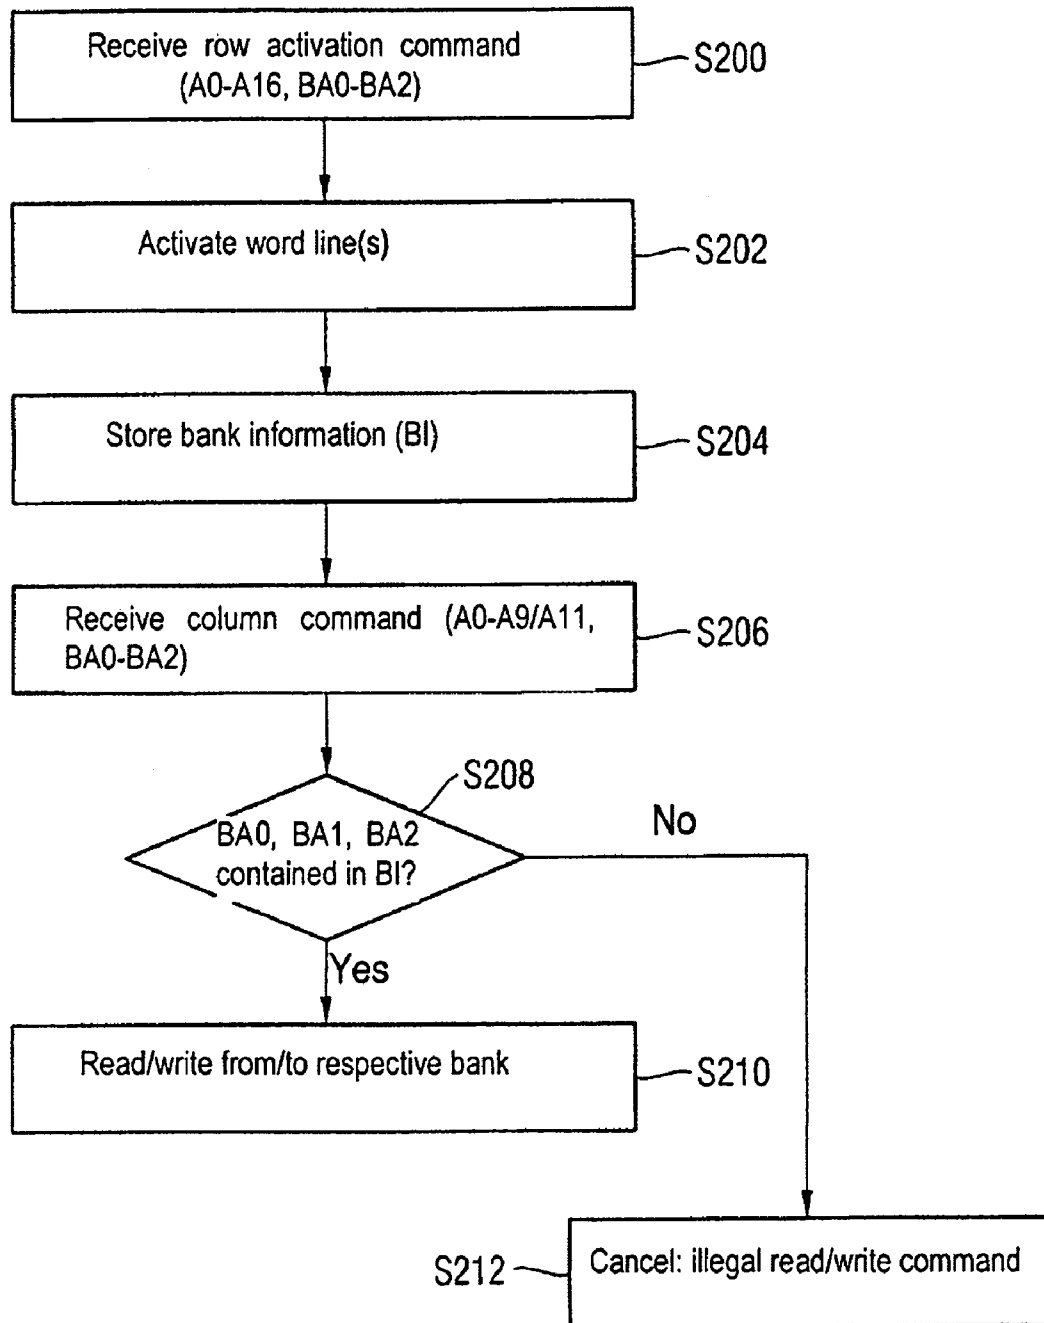 Receive row activation command
(A0-A16, BA0-BA2)
S200
Activate word line(s)
S202
Store bank information (BI)
S204
Receive column command (A0-A9/A11,
BA0-BA2)
S206
S208
BA0, BA1, BA2
contained in BI?
No
Yes
Read/write from/to respective bank
S210
S212
Cancel: illegal read/write command